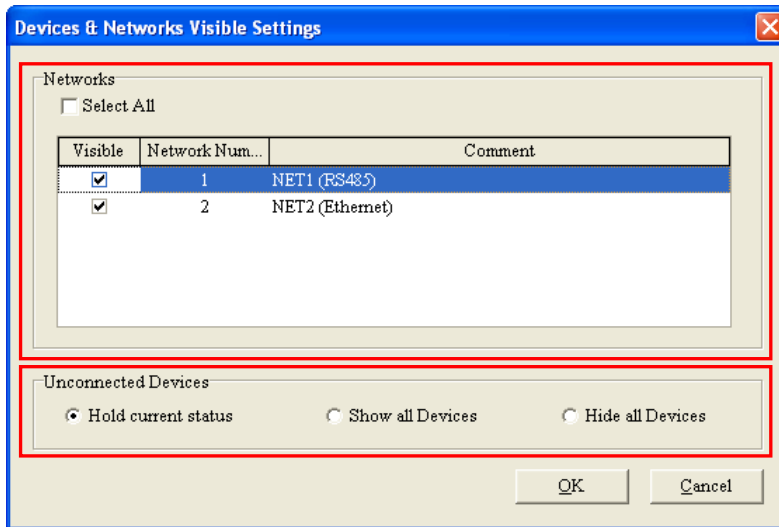 Devices & Networks Visible Settings
Networks
Select All
Visible Network Num... Comment
1 NET1 (RS485)
2 NET2 (Ethernet)
Unconnected Devices
Hold current status Show all Devices Hide all Devices
OK Cancel